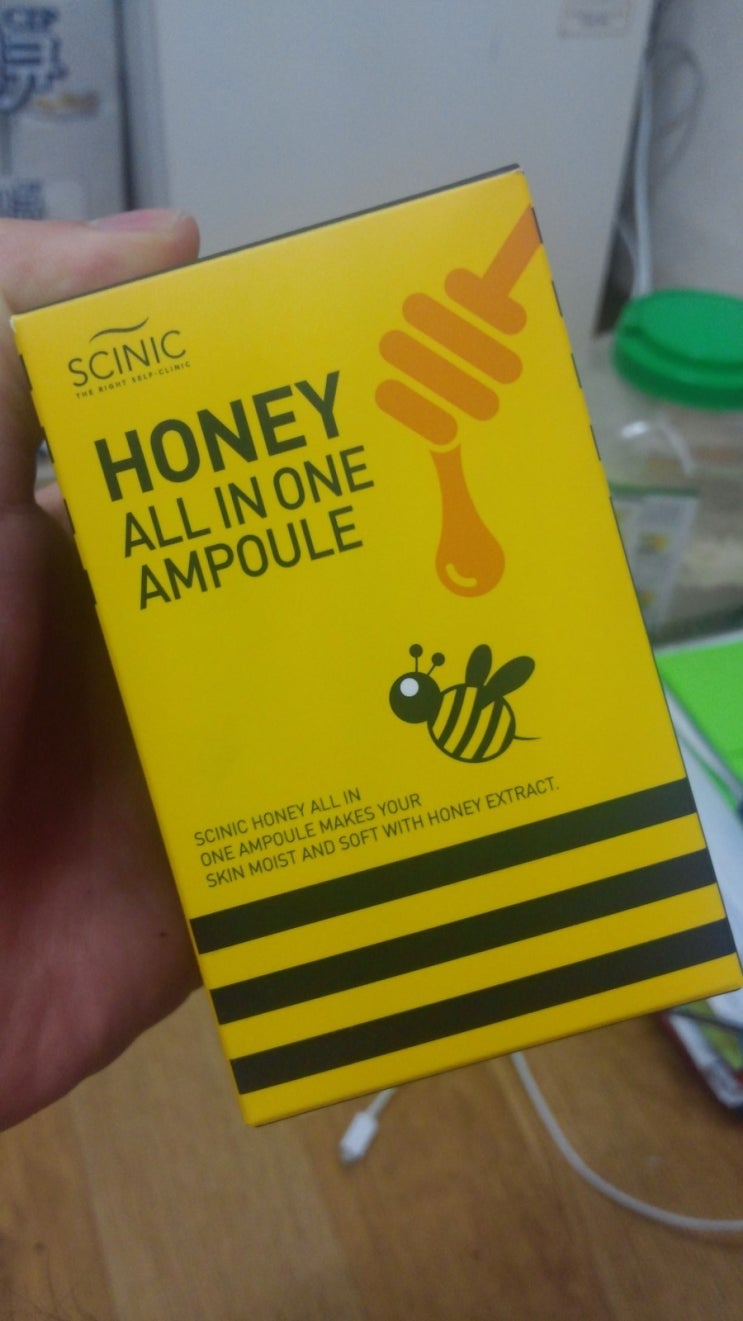 SCINIC
THE RIGHT SELF-CLINIC
HONEY
ALL IN ONE
AMPOULE
SCINIC HONEY ALL IN
ONE AMPOULE MAKES YOUR
SKIN MOIST AND SOFT WITH HONEY EXTRACT.